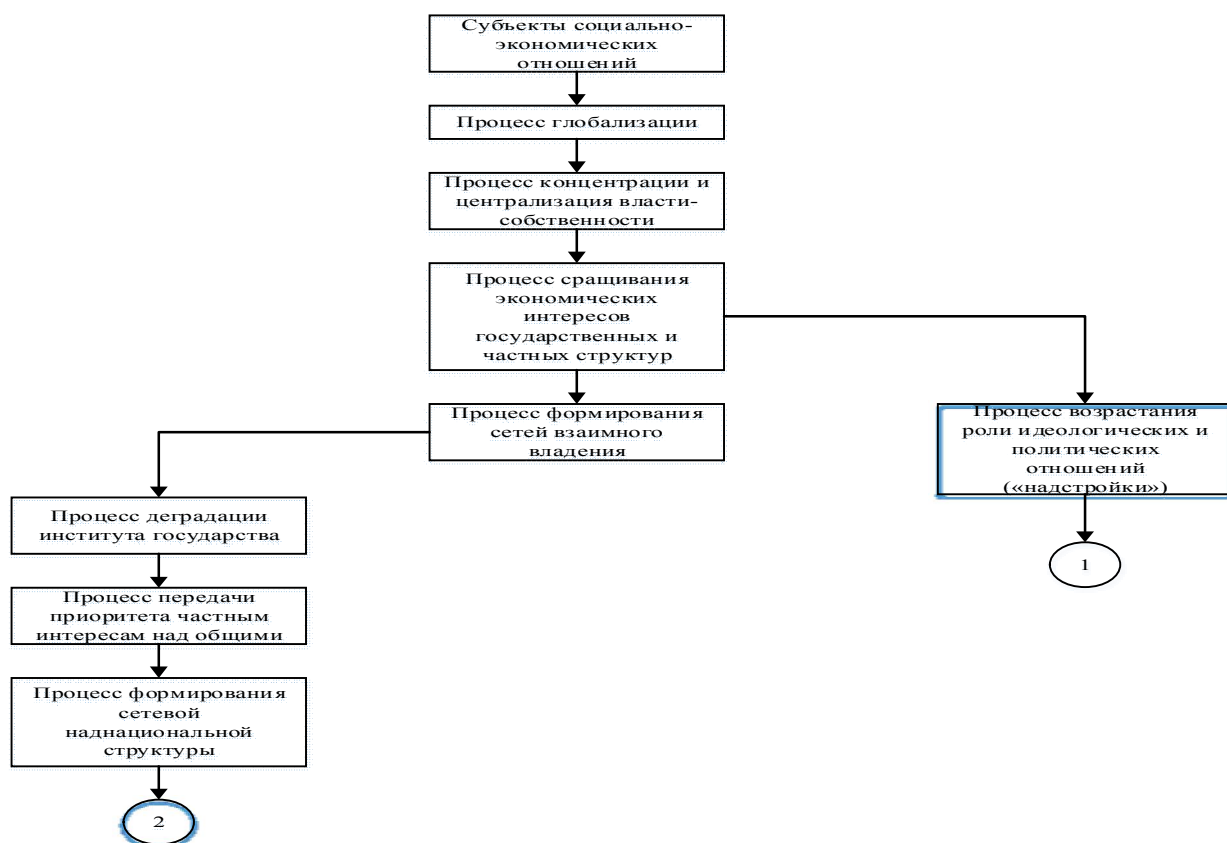 Субъекты социально-
экономических
отношений
Процесс глобализации
Процесс концентрации и
централизация власти-
собственности
Процесс сращивания
экономических
интересов
государственных и
частных структур
Процесс формирования
сетей взаимного
владения
Процесс возрастания
роли идеологических и
политических
отношений
(«надстройки»)
1
Процесс деградации
института государства
Процесс передачи
приоритета частным
интересам над общими
Процесс формирования
сетевой
наднациональной
структуры
2